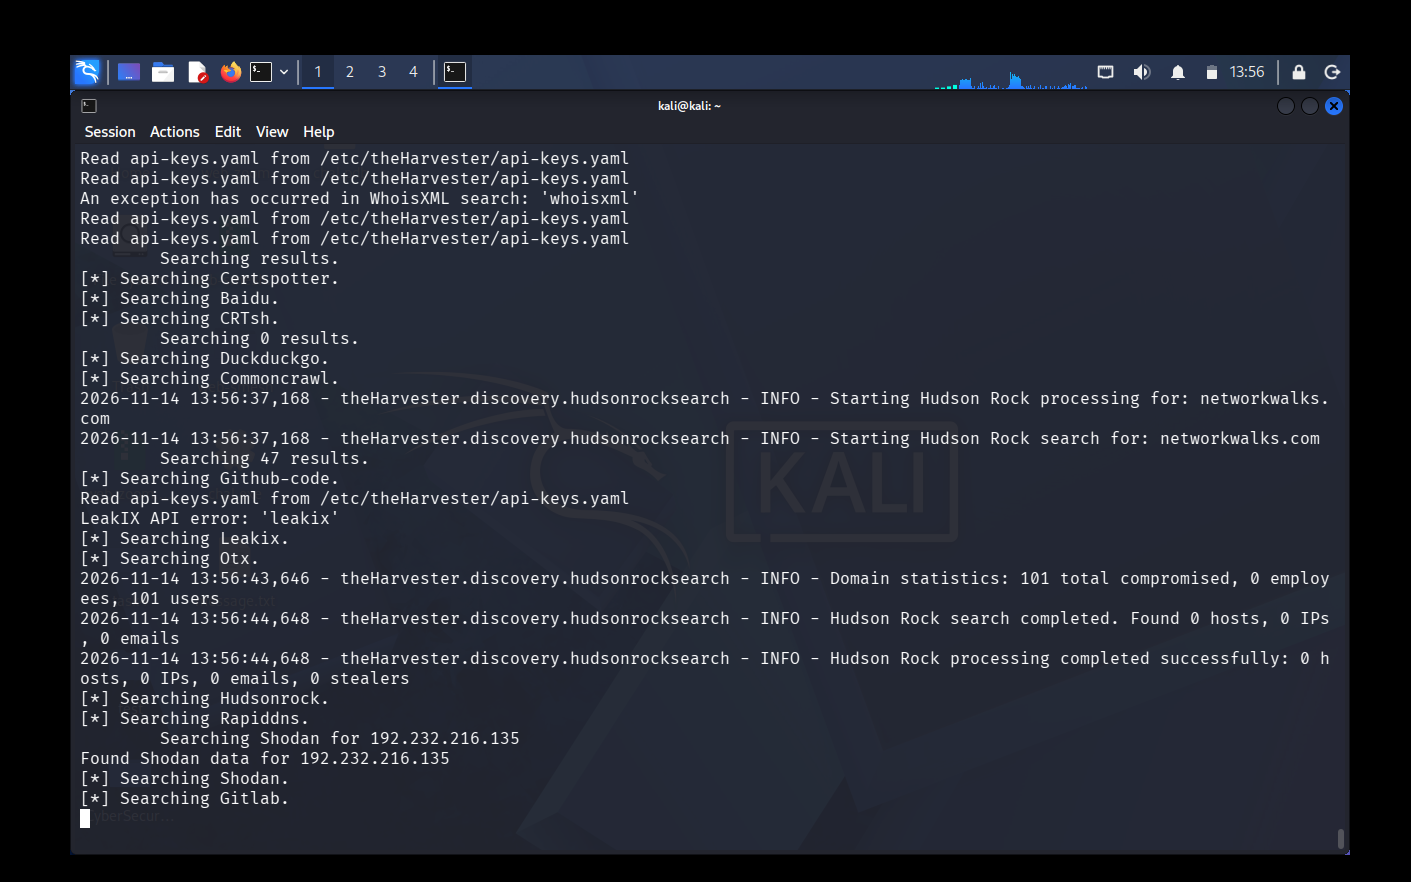 1 2 3 4 13:56
kali@kali: ~
Session Actions Edit View Help
Read api-keys.yaml from /etc/theHarvester/api-keys.yaml
Read api-keys.yaml from /etc/theHarvester/api-keys.yaml
An exception has occurred in WhoisXML search: 'whoisxml'
Read api-keys.yaml from /etc/theHarvester/api-keys.yaml
Read api-keys.yaml from /etc/theHarvester/api-keys.yaml
Searching results.
[*] Searching Certspotter.
[*] Searching Baidu.
[*] Searching CRTsh.
Searching 0 results.
[*] Searching Duckduckgo.
[*] Searching Commoncrawl.
2026-11-14 13:56:37,168 - theHarvester.discovery.hudsonrocksearch - INFO - Starting Hudson Rock processing for: networkwalks.
com
2026-11-14 13:56:37,168 - theHarvester.discovery.hudsonrocksearch - INFO - Starting Hudson Rock search for: networkwalks.com
Searching 47 results.
[*] Searching Github-code.
Read api-keys.yaml from /etc/theHarvester/api-keys.yaml
LeakIX API error: 'leakix'
[*] Searching Leakix.
[*] Searching Otx.
2026-11-14 13:56:43,646 - theHarvester.discovery.hudsonrocksearch - INFO - Domain statistics: 101 total compromised, 0 employ
ees, 101 users
2026-11-14 13:56:44,648 - theHarvester.discovery.hudsonrocksearch - INFO - Hudson Rock search completed. Found 0 hosts, 0 IPs
, 0 emails
2026-11-14 13:56:44,648 - theHarvester.discovery.hudsonrocksearch - INFO - Hudson Rock processing completed successfully: 0 h
osts, 0 IPs, 0 emails, 0 stealers
[*] Searching Hudsonrock.
[*] Searching Rapiddns.
Searching Shodan for 192.232.216.135
Found Shodan data for 192.232.216.135
[*] Searching Shodan.
[*] Searching Gitlab.
KALI